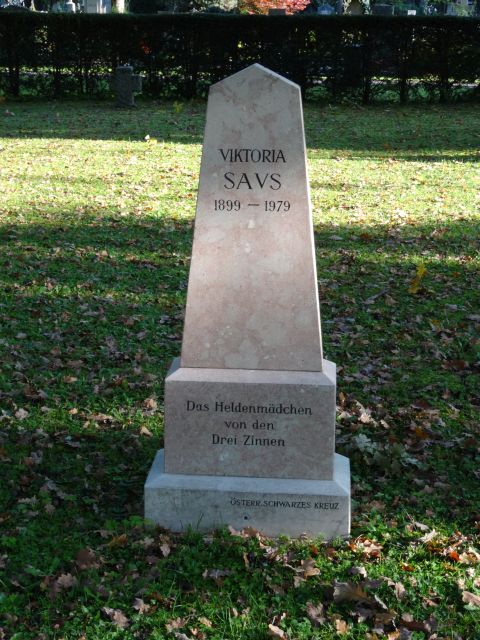 VIKTORIA
SAVS
1899 – 1979
Das Heldenmädchen
von den
Drei Zinnen
ÖSTERR. SCHWARZES KREUZ